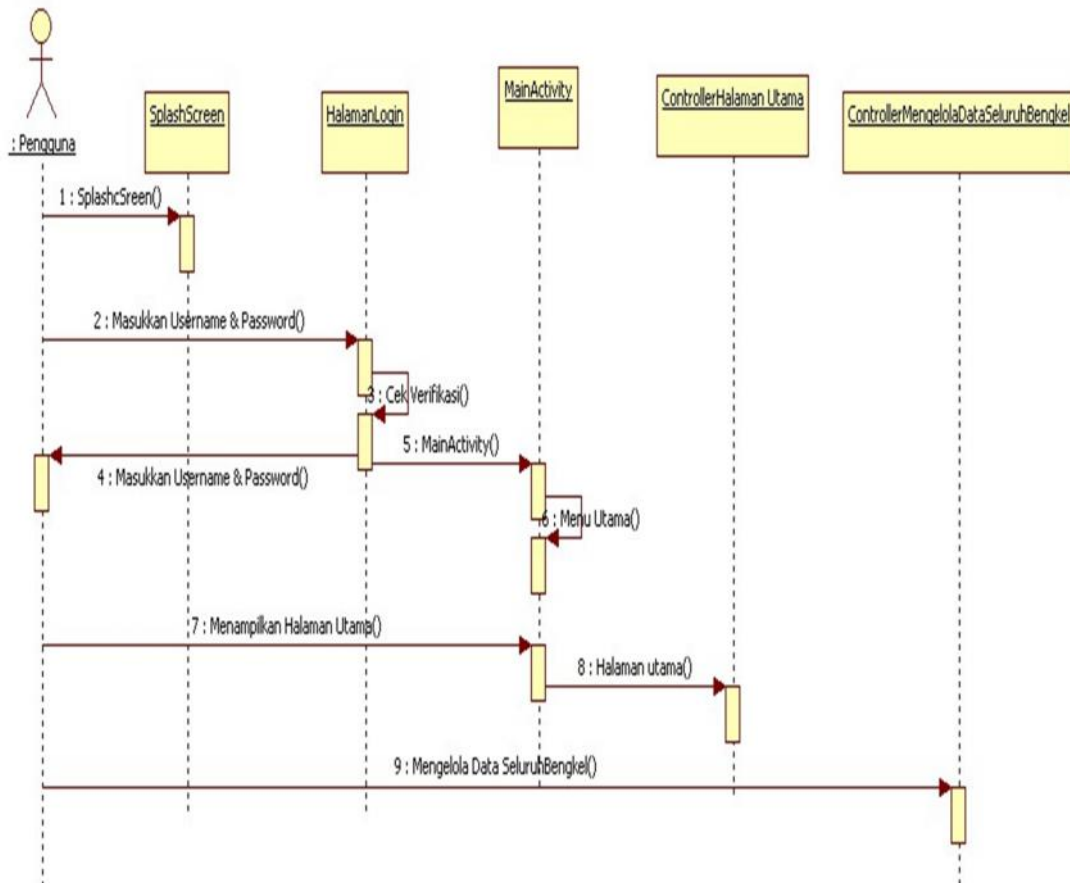 : Pengguna
SplashScreen
HalamanLogin
MainActivity
ControllerHalaman Utama
ControllerMengelolaDataSeluruhBengkel
1 : SplashcSreen()
2 : Masukkan Username & Password()
3 : Cek Verifikasi()
4 : Masukkan Username & Password()
5 : MainActivity()
6 : Menu Utama()
7 : Menampilkan Halaman Utama()
8 : Halaman utama()
9 : Mengelola Data SeluruhBengkel()